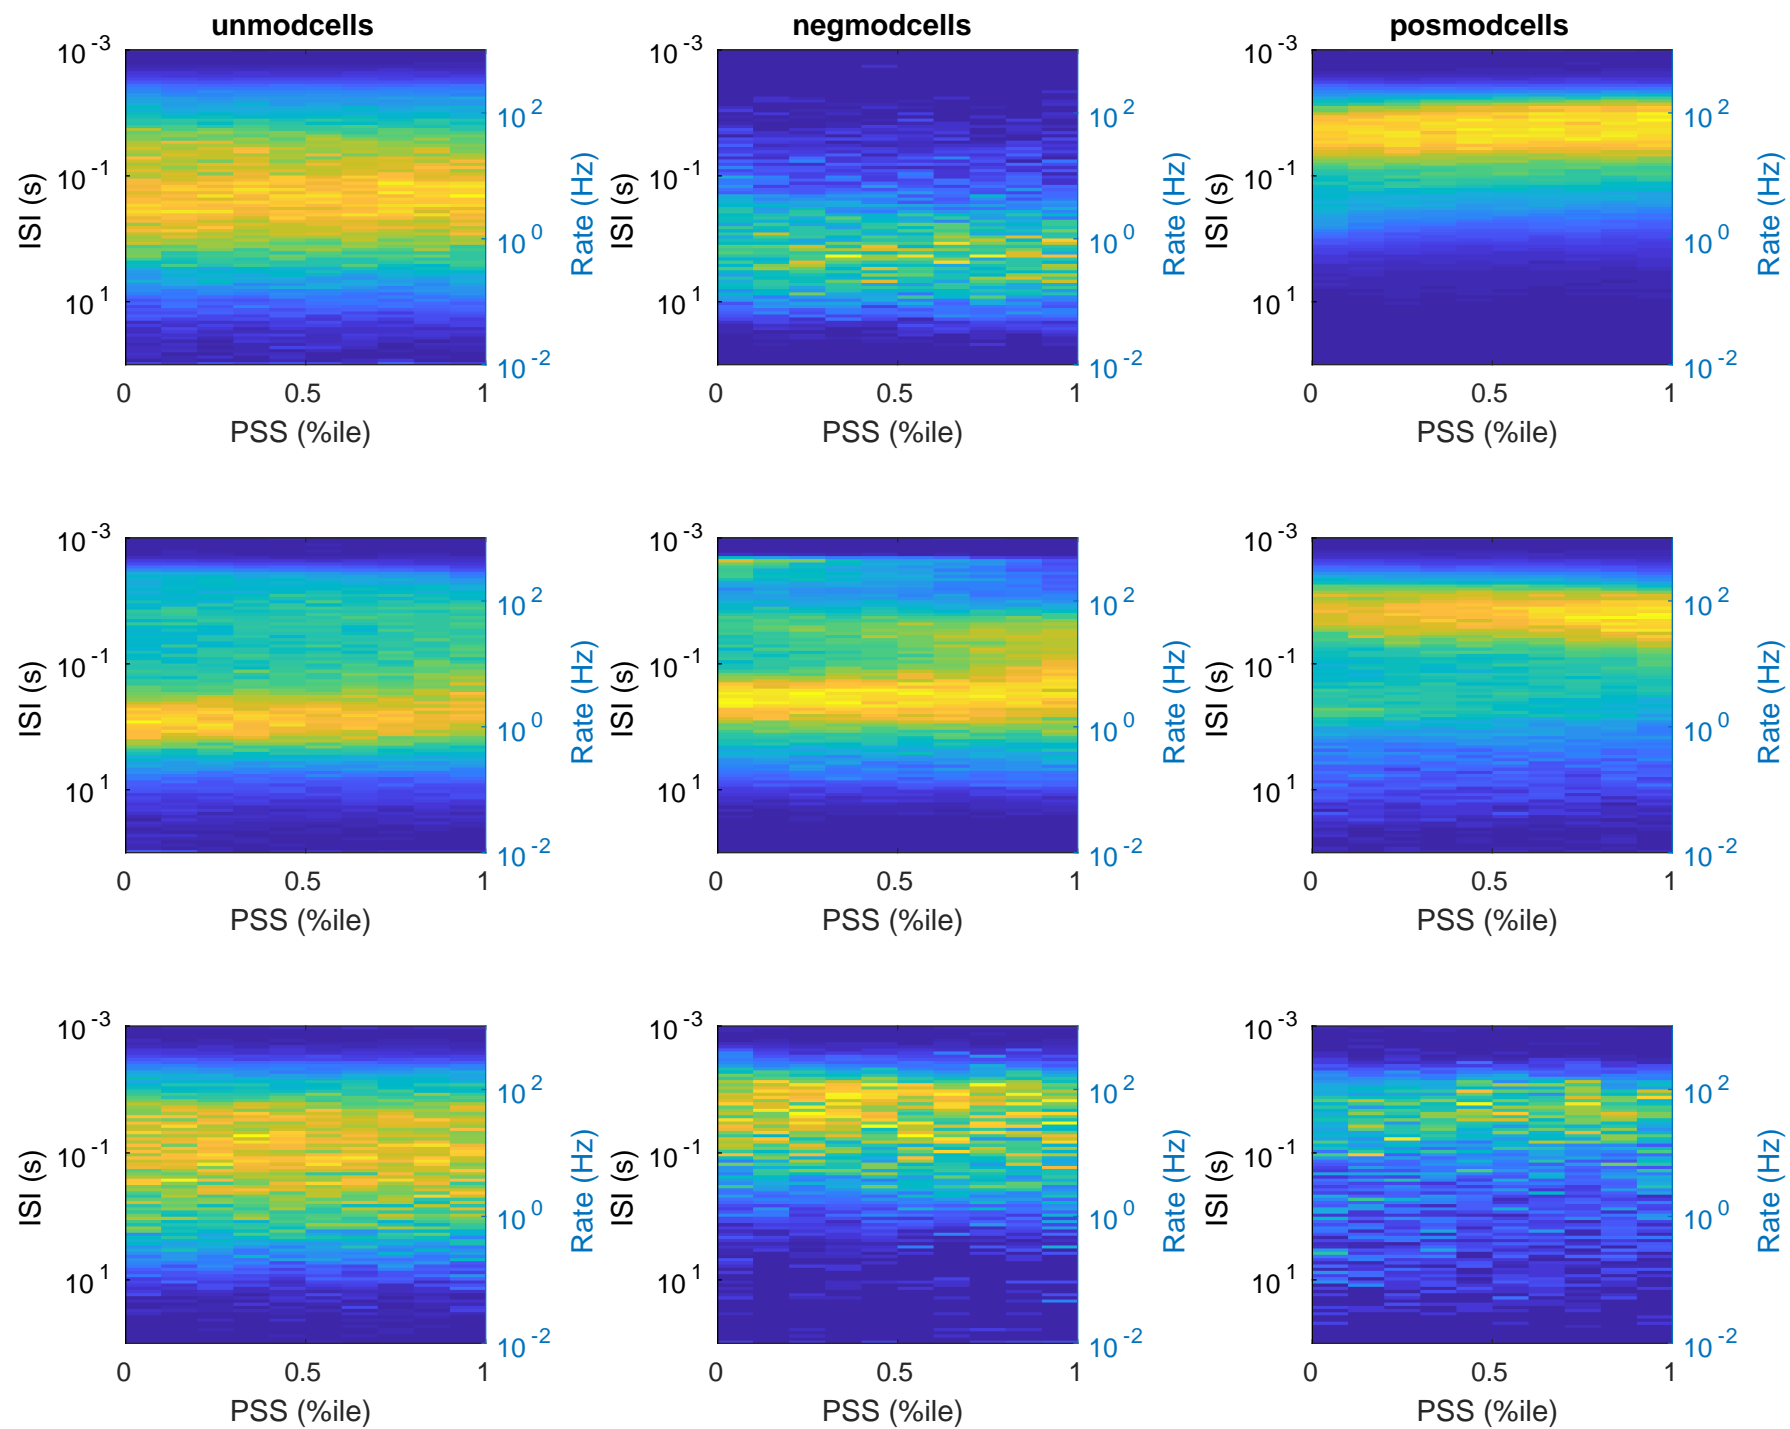 unmodcells negmodcells posmodcells
10^-3 10^-3 10^-3
10^2 10^2 10^2
10^-1 10^-1 10^-1
ISI (s) Rate (Hz) ISI (s) Rate (Hz) ISI (s) Rate (Hz)
10^0 10^0 10^0
10^1 10^1 10^1
10^-2 10^-2 10^-2
0 0.5 1 0 0.5 1 0 0.5 1
PSS (%ile) PSS (%ile) PSS (%ile)
10^-3 10^-3 10^-3
10^2 10^2 10^2
10^-1 10^-1 10^-1
ISI (s) Rate (Hz) ISI (s) Rate (Hz) ISI (s) Rate (Hz)
10^0 10^0 10^0
10^1 10^1 10^1
10^-2 10^-2 10^-2
0 0.5 1 0 0.5 1 0 0.5 1
PSS (%ile) PSS (%ile) PSS (%ile)
10^-3 10^-3 10^-3
10^2 10^2 10^2
10^-1 10^-1 10^-1
ISI (s) Rate (Hz) ISI (s) Rate (Hz) ISI (s) Rate (Hz)
10^0 10^0 10^0
10^1 10^1 10^1
10^-2 10^-2 10^-2
0 0.5 1 0 0.5 1 0 0.5 1
PSS (%ile) PSS (%ile) PSS (%ile)